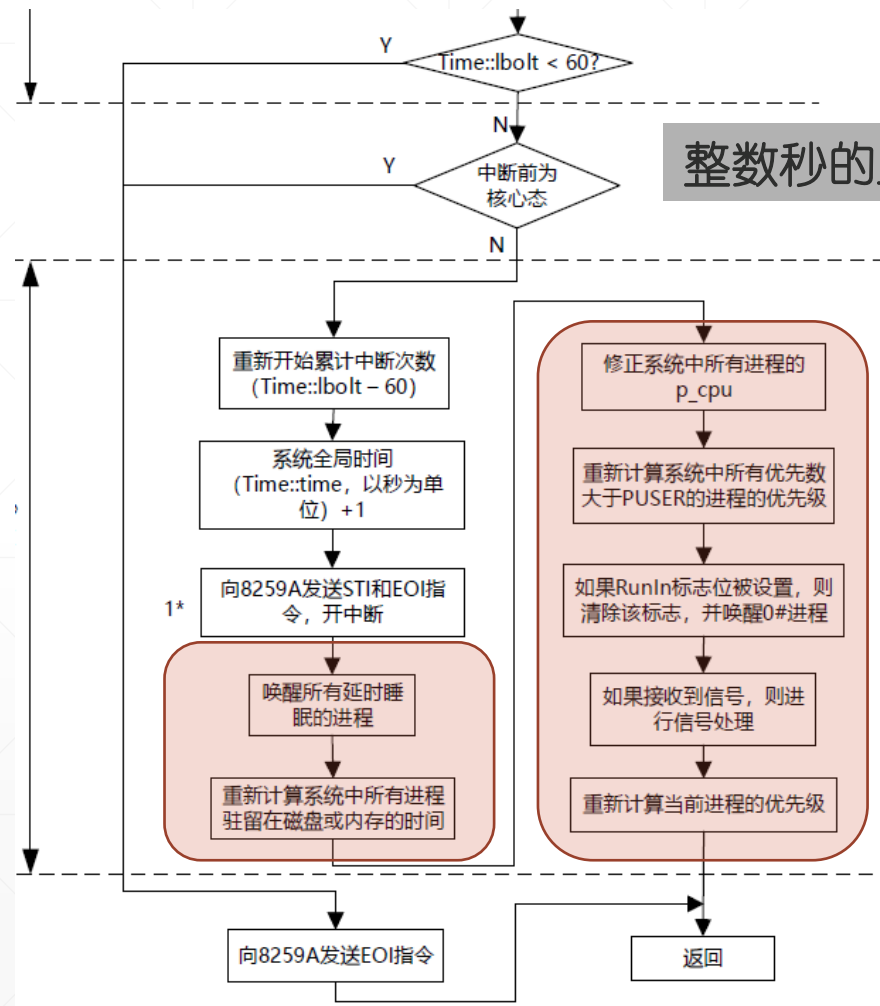 Time::lbolt < 60?
Y
N
整数秒的
中断前为
核心态
Y
N
重新开始累计中断次数
(Time::lbolt – 60)
系统全局时间
(Time::time，以秒为单
位）+1
1*
向8259A发送STI和EOI指
令，开中断
唤醒所有延时睡
眠的进程
重新计算系统中所有进程
驻留在磁盘或内存的时间
修正系统中所有进程的
p_cpu
重新计算系统中所有优先数
大于PUSER的进程的优先级
如果RunIn标志位被设置，则
清除该标志，并唤醒0#进程
如果接收到信号，则进
行信号处理
重新计算当前进程的优先级
向8259A发送EOI指令
返回